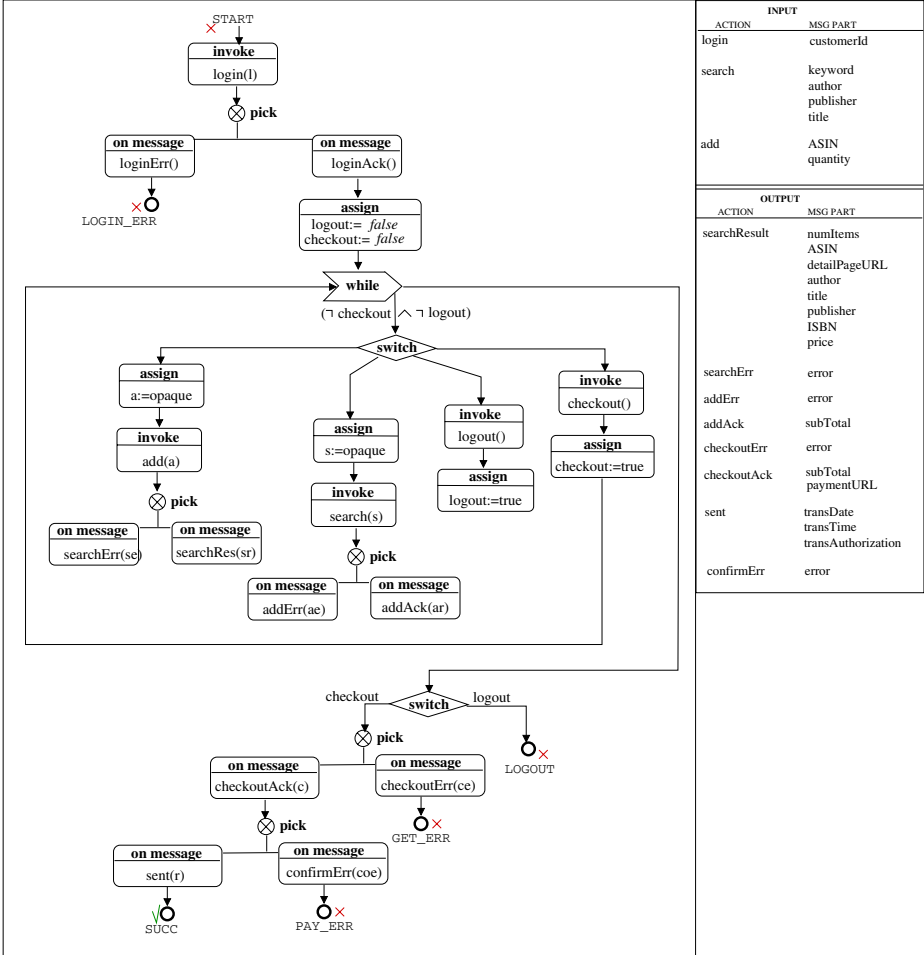 START
invoke
login(l)
pick
on message
loginErr()
on message
loginAck()
LOGIN_ERR
assign
logout:= false
checkout:= false
while
(¬ checkout ∧ ¬ logout)
switch
assign
a:=opaque
invoke
add(a)
pick
on message
searchErr(se)
on message
searchRes(sr)
assign
s:=opaque
invoke
search(s)
pick
on message
addErr(ae)
on message
addAck(ar)
invoke
logout()
assign
logout:=true
invoke
checkout()
assign
checkout:=true
checkout
switch
logout
pick
LOGOUT
on message
checkoutAck(c)
on message
checkoutErr(ce)
GET_ERR
pick
on message
sent(r)
on message
confirmErr(coe)
SUCC
PAY_ERR
INPUT
ACTION MSG PART
login customerId
search keyword
author
publisher
title
add ASIN
quantity
OUTPUT
ACTION MSG PART
searchResult numItems
ASIN
detailPageURL
author
title
publisher
ISBN
price
searchErr error
addErr error
addAck subTotal
checkoutErr error
checkoutAck subTotal
paymentURL
sent transDate
transTime
transAuthorization
confirmErr error